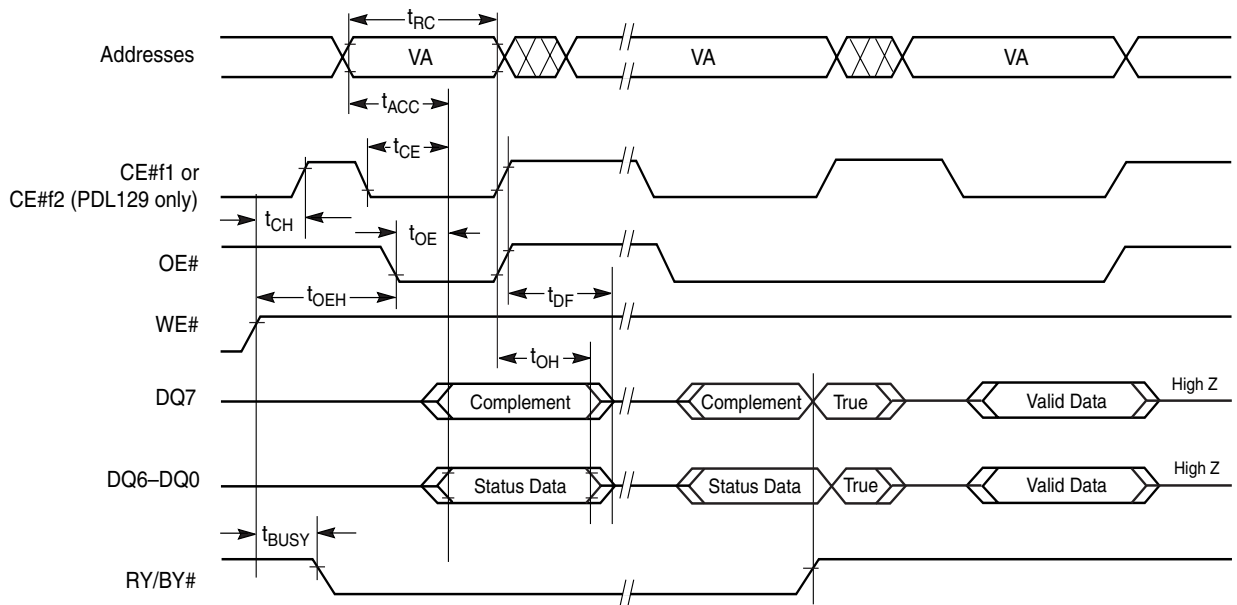 tRC
Addresses
VA
VA
VA
tACC
tCE
CE#f1 or
CE#f2 (PDL129 only)
tCH
tOE
OE#
tOEH
tDF
WE#
tOH
DQ7
Complement
Complement
True
Valid Data
High Z
DQ6–DQ0
Status Data
Status Data
True
Valid Data
High Z
tBUSY
RY/BY#